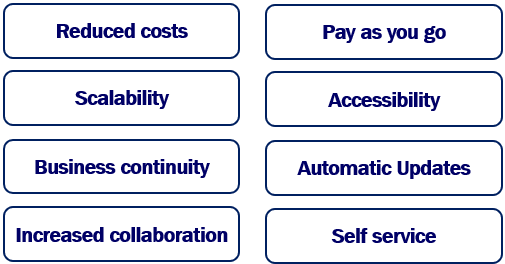 Reduced costs
Pay as you go
Scalability
Accessibility
Business continuity
Automatic Updates
Increased collaboration
Self service